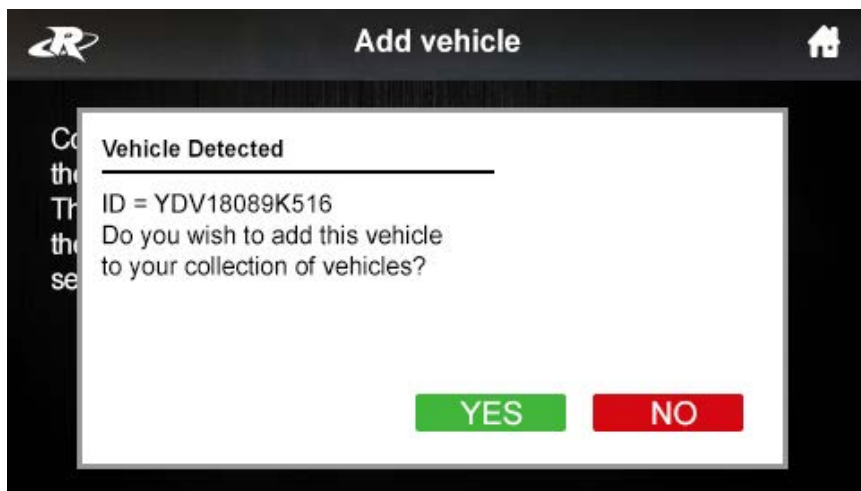 Add vehicle
Vehicle Detected
ID = YDV18089K516
Do you wish to add this vehicle
to your collection of vehicles?
YES
NO